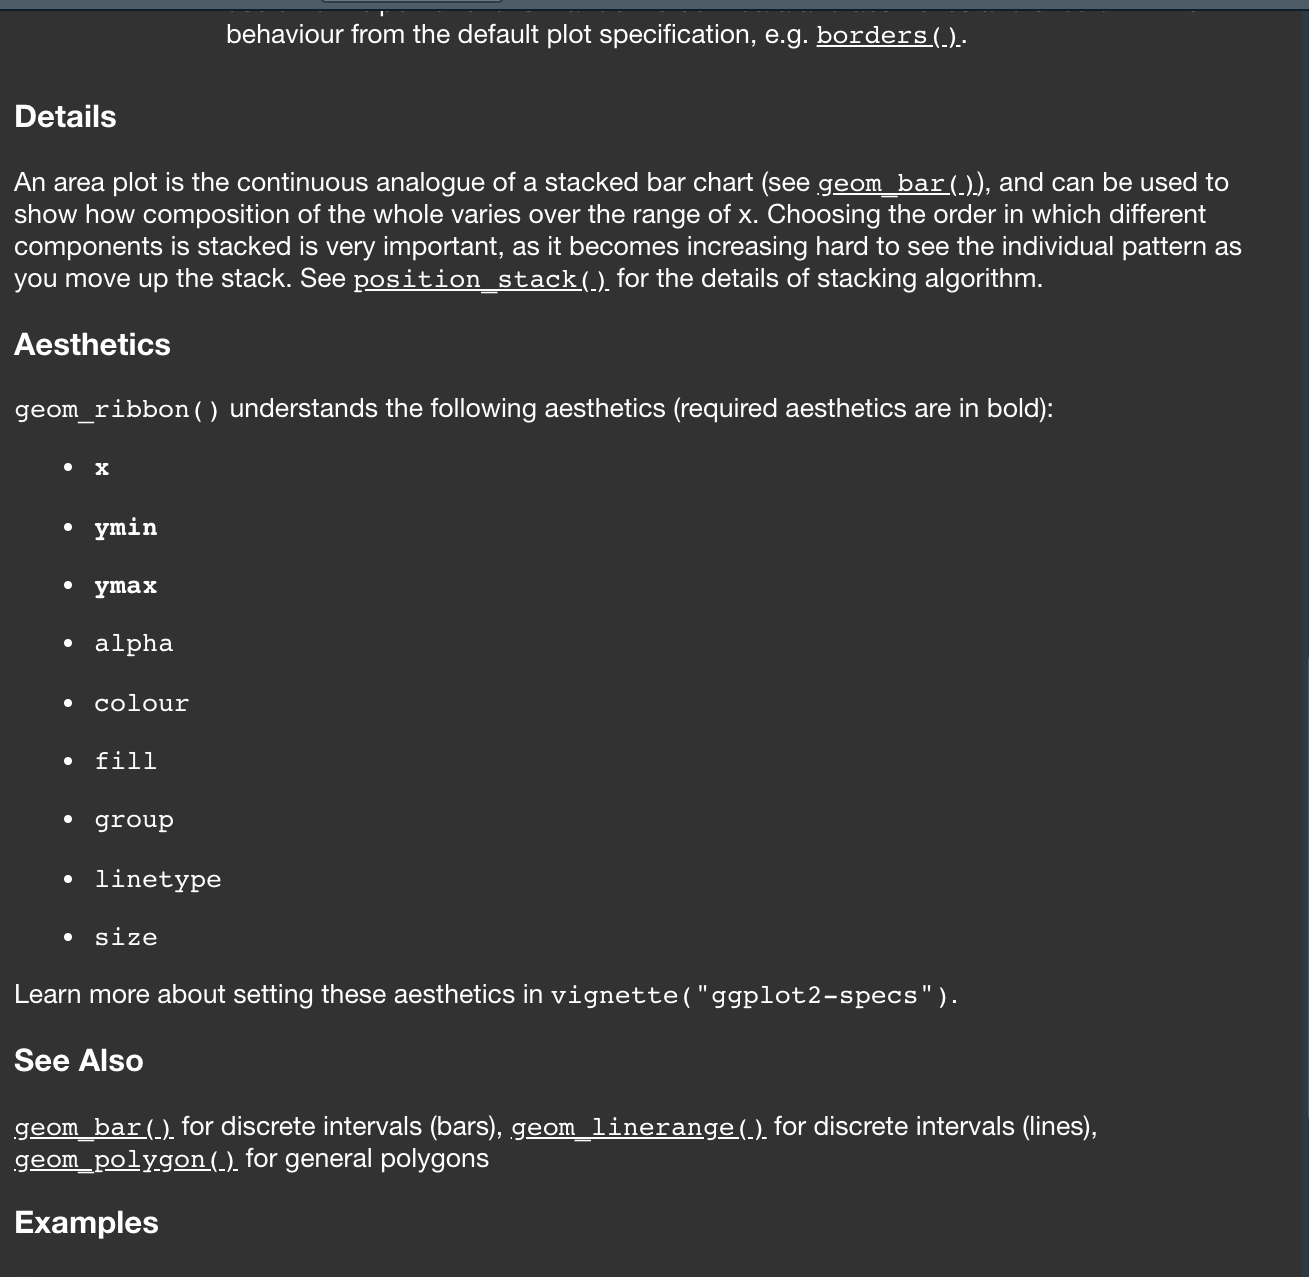 behaviour from the default plot specification, e.g. borders().
Details
An area plot is the continuous analogue of a stacked bar chart (see geom_bar()), and can be used to
show how composition of the whole varies over the range of x. Choosing the order in which different
components is stacked is very important, as it becomes increasing hard to see the individual pattern as
you move up the stack. See position_stack() for the details of stacking algorithm.
Aesthetics
geom_ribbon() understands the following aesthetics (required aesthetics are in bold):
• x
• ymin
• ymax
• alpha
• colour
• fill
• group
• linetype
• size
Learn more about setting these aesthetics in vignette("ggplot2-specs").
See Also
geom_bar() for discrete intervals (bars), geom_linerange() for discrete intervals (lines),
geom_polygon() for general polygons
Examples